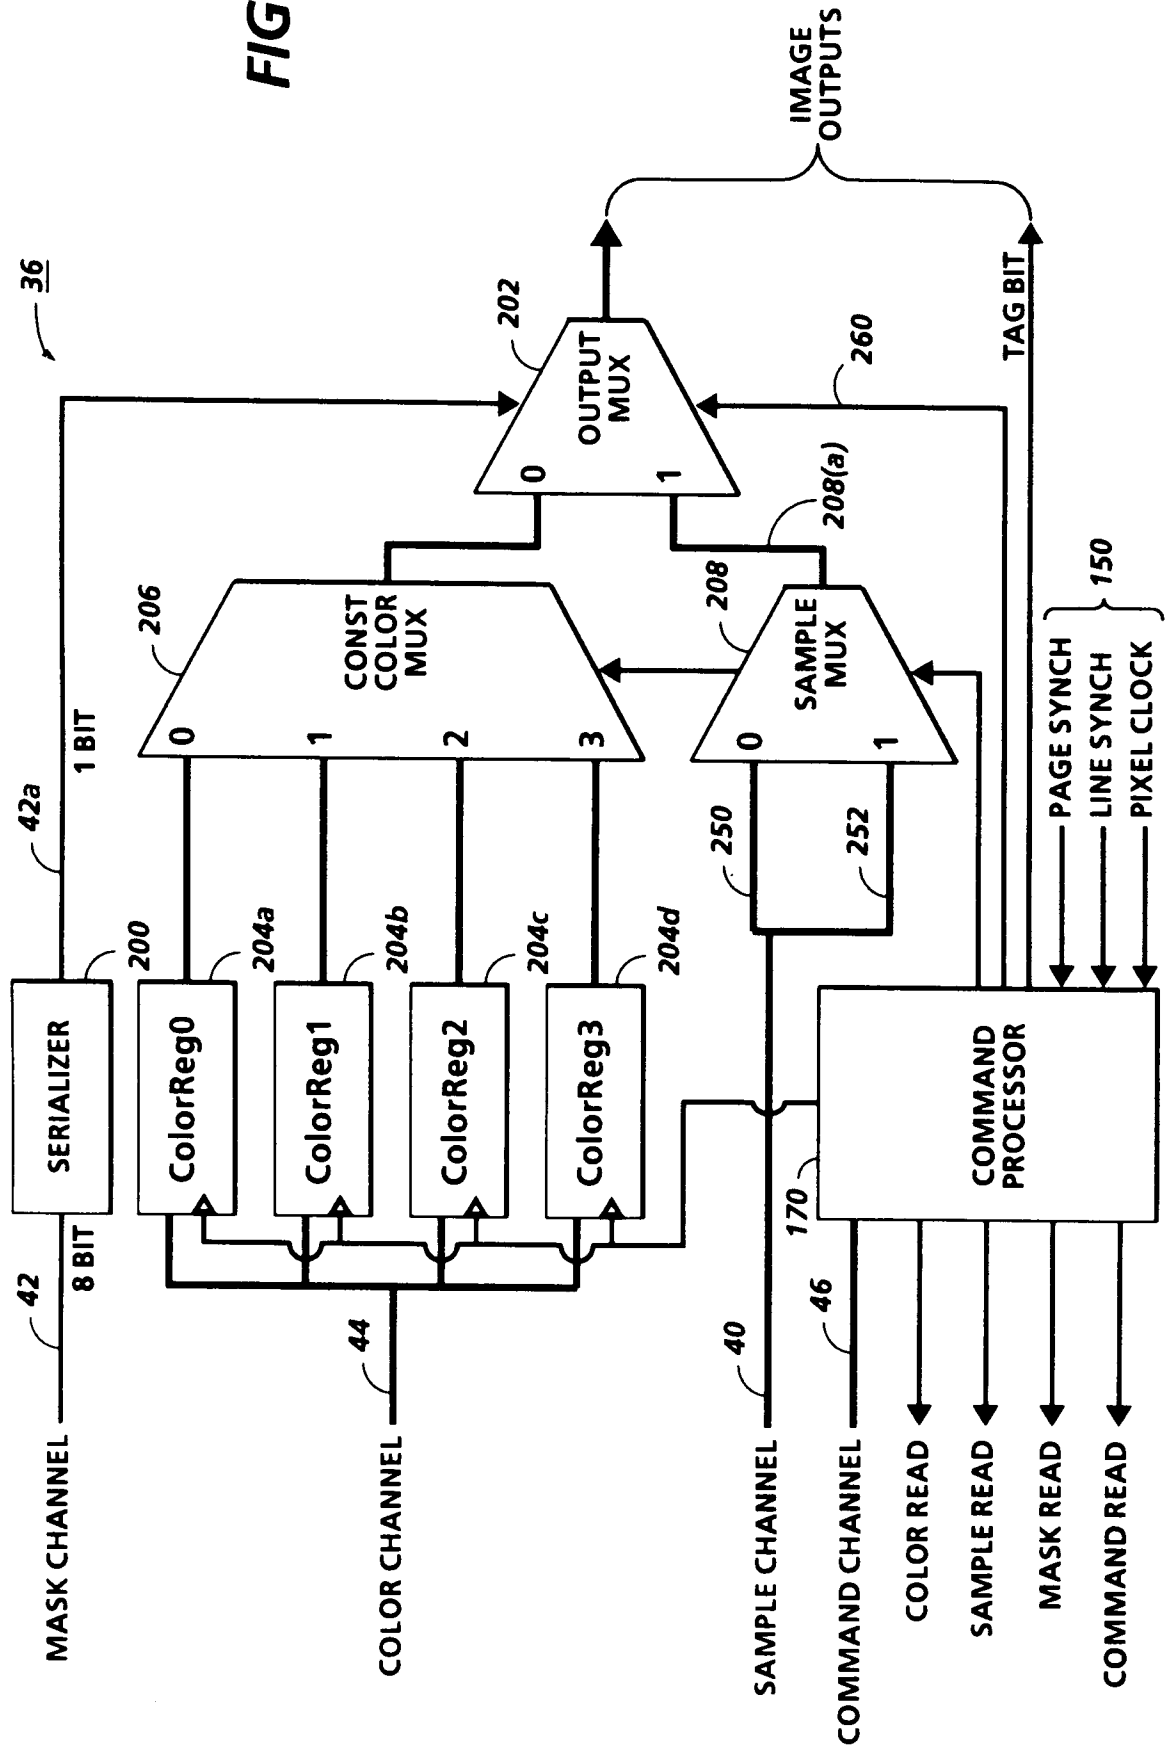 FIG
36
MASK CHANNEL
42
8 BIT
SERIALIZER
200
42a
1 BIT
ColorReg0
204a
ColorReg1
204b
ColorReg2
204c
ColorReg3
204d
COLOR CHANNEL
44
0
1
2
3
CONST
COLOR
MUX
206
0
1
OUTPUT
MUX
202
IMAGE
OUTPUTS
SAMPLE CHANNEL
40
250
252
0
1
SAMPLE
MUX
208
208(a)
260
TAG BIT
COMMAND CHANNEL
46
170
COMMAND
PROCESSOR
COLOR READ
SAMPLE READ
MASK READ
COMMAND READ
PAGE SYNCH
LINE SYNCH
PIXEL CLOCK
150